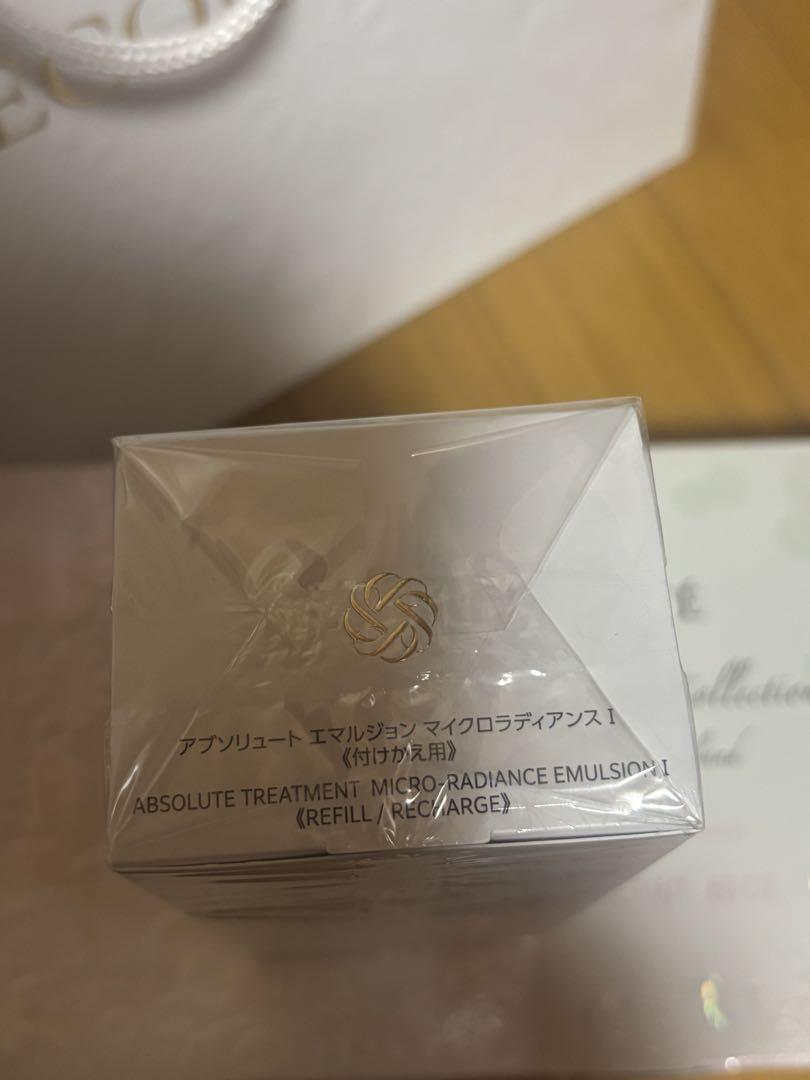 アブソリュート エマルジョン マイクロラディアンス I
《付けかえ用》
ABSOLUTE TREATMENT MICRO-RADIANCE EMULSION I
《REFILL / RECHARGE》
É
Collection